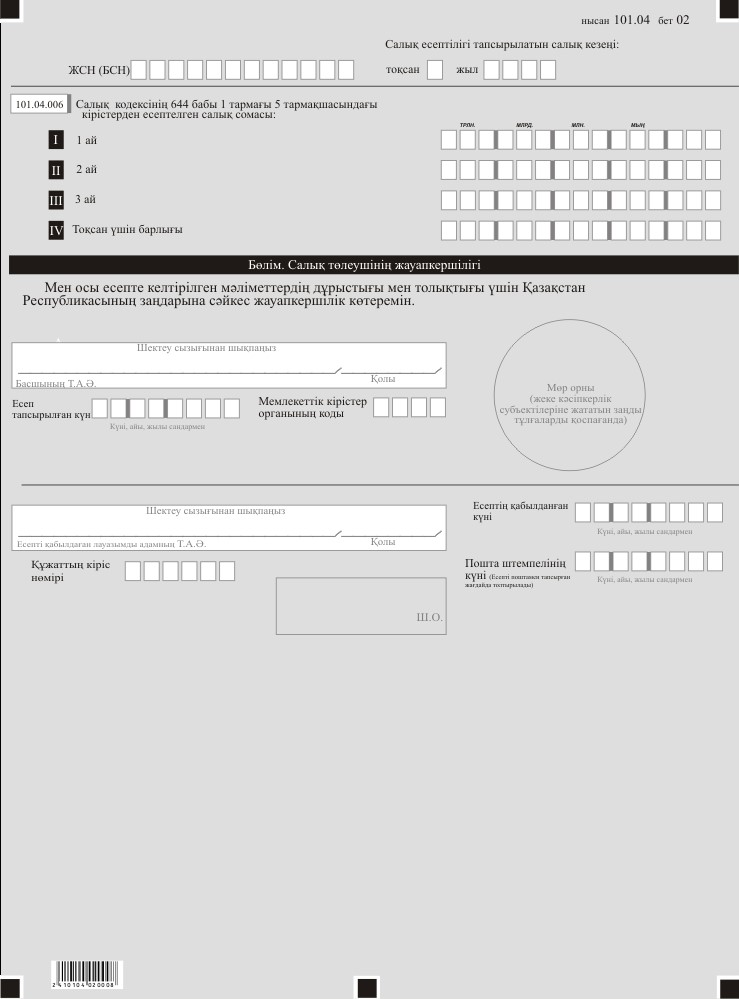 нысан 101.04 бет 02
Салық есептілігі тапсырылатын салық кезеңі:
ЖСН (БСН) тоқсан жыл
101.04.006 Салық кодексінің 644 бабы 1 тармағы 5 тармақшасындағы
кірістерден есептелген салық сомасы:
ТРЛН. МЛРД. МЛН. МЫҢ
I 1 ай
II 2 ай
III 3 ай
IV Тоқсан үшін барлығы
Бөлім. Салық төлеушінің жауапкершілігі
Мен осы есепте келтірілген мәліметтердің дұрыстығы мен толықтығы үшін Қазақстан
Республикасының заңдарына сәйкес жауапкершілік көтеремін.
Шектеу сызығынан шықпаңыз
Басшының Т.А.Ә. Қолы
Мөр орны
(жеке кәсіпкерлік
субъектілеріне жататын заңды
тұлғаларды қоспағанда)
Есеп
тапсырылған күн
Күні, айы, жылы сандармен
Мемлекеттік кірістер
органының коды
Шектеу сызығынан шықпаңыз
Есепті қабылдаған лауазымды адамның Т.А.Ә. Қолы
Есептің қабылданған
күні
Күні, айы, жылы сандармен
Құжаттың кіріс
нөмірі
Пошта штемпелінің
күні (Есепті поштамен тапсырған
жағдайда толтырылады)
Күні, айы, жылы сандармен
Ш.О.
2410104020008